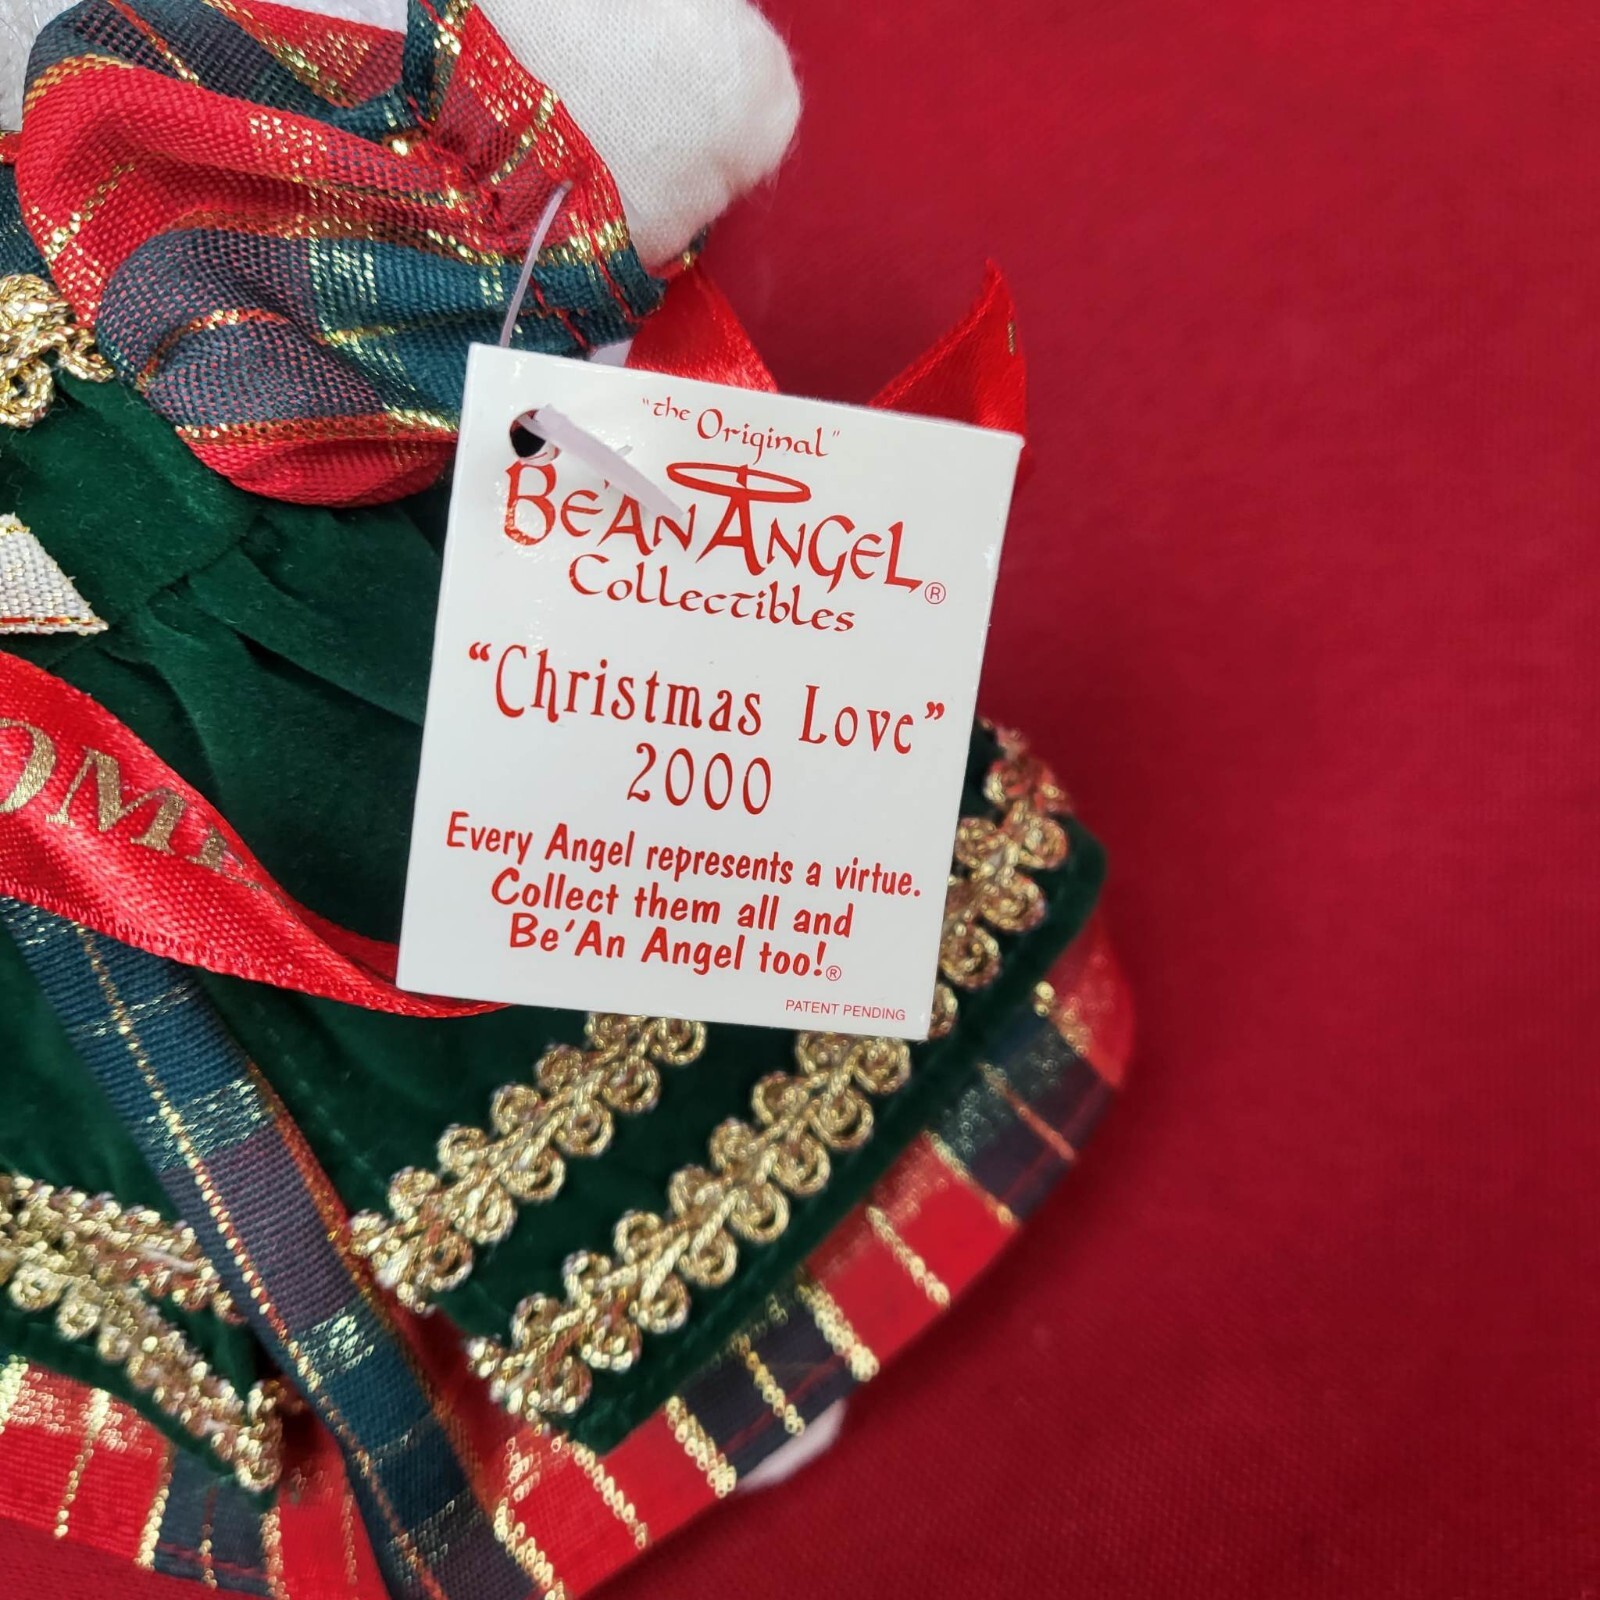 "the Original"
BE'AN ANGEL®
Collectibles
“Christmas Love”
2000
Every Angel represents a virtue.
Collect them all and
Be'An Angel too!®
PATENT PENDING
OME